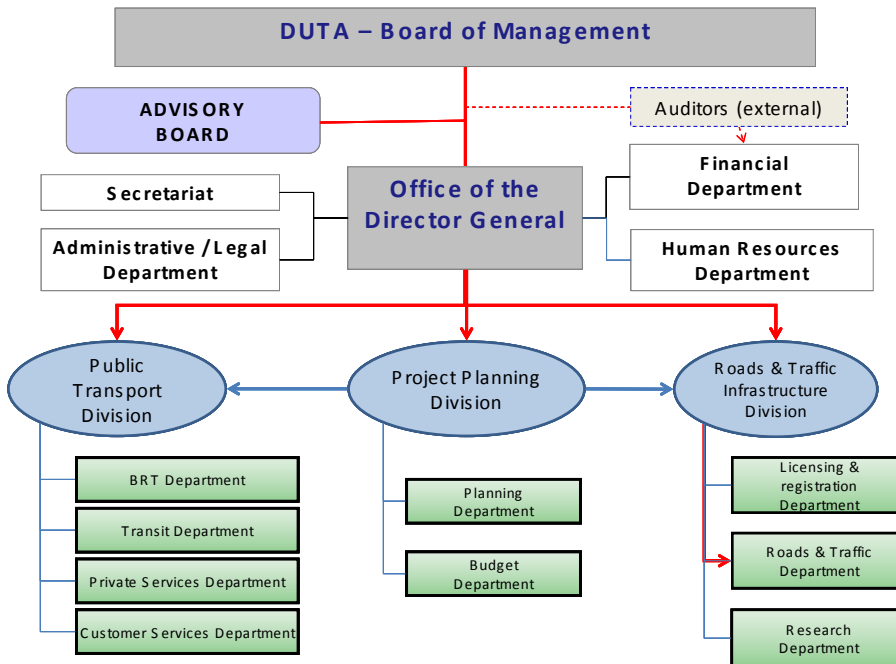 DUTA – Board of Management
ADVISORY
BOARD
Auditors (external)
Secretariat
Administrative /Legal
Department
Office of the
Director General
Financial
Department
Human Resources
Department
Public
Transport
Division
Project Planning
Division
Roads & Traffic
Infrastructure
Division
BRT Department
Transit Department
Private Services Department
Customer Services Department
Planning
Department
Budget
Department
Licensing &
registration
Department
Roads & Traffic
Department
Research
Department